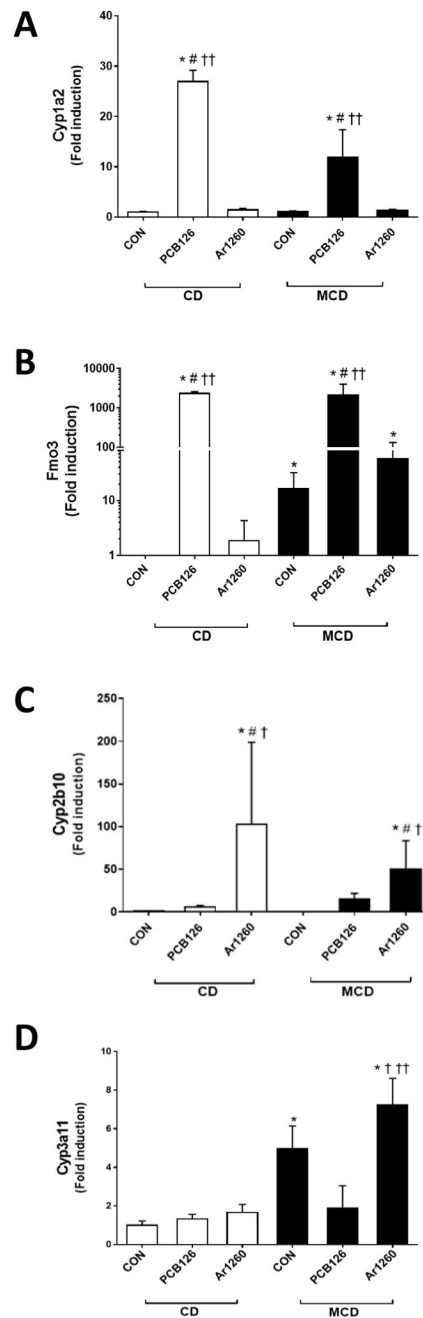 A
Cyp1a2
(Fold induction)
40
30
20
10
0
* # ††
* # ††
CON
PCB126
Ar1260
CON
PCB126
Ar1260
CD
MCD
B
Fmo3
(Fold induction)
10000
1000
100
10
1
* # ††
*
* # ††
*
CON
PCB126
Ar1260
CON
PCB126
Ar1260
CD
MCD
C
Cyp2b10
(Fold induction)
250
200
150
100
50
0
* # †
* # †
CON
PCB126
Ar1260
CON
PCB126
Ar1260
CD
MCD
D
Cyp3a11
(Fold induction)
10
8
6
4
2
0
*
* † ††
CON
PCB126
Ar1260
CON
PCB126
Ar1260
CD
MCD